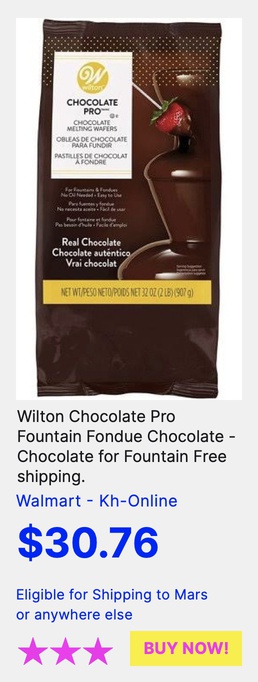 Wilton
CHOCOLATE
PRO
CHOCOLATE
MELTING WAFERS
OBLEAS DE CHOCOLATE
PARA FUNDIR
PASTILLES DE CHOCOLAT
À FONDRE
For Fountains & Fondues
No Oil Needed • Easy to Use
Para fuentes y fondue
No necesita aceite • Fácil de usar
Pour fontaine et fondue
Pas besoin d'huile • Facile d'emploi
Real Chocolate
Chocolate auténtico
Vrai chocolat
NET WT/PESO NETO/POIDS NET 32 OZ (2 LB) (907 g)
Wilton Chocolate Pro
Fountain Fondue Chocolate -
Chocolate for Fountain Free
shipping.
Walmart - Kh-Online
$30.76
Eligible for Shipping to Mars
or anywhere else
BUY NOW!